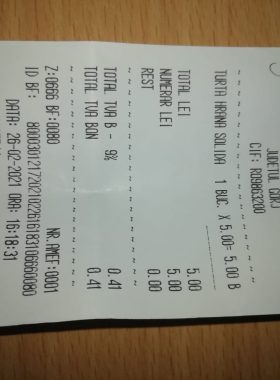 JUDETUL GORJ
CIF: RO8863200
TURTA HRANA SOLIDA 1 BUC. X 5.00= 5.00 B
TOTAL LEI 5.00
NUMERAR LEI 5.00
REST 0.00
TOTAL TVA B - 9% 0.41
TOTAL TVA BON 0.41
Z:0666 BF:0080 NR.AMEF:0001
ID BF: 80003012172021022616183106660080
DATA: 26-02-2021 ORA: 16:18:31